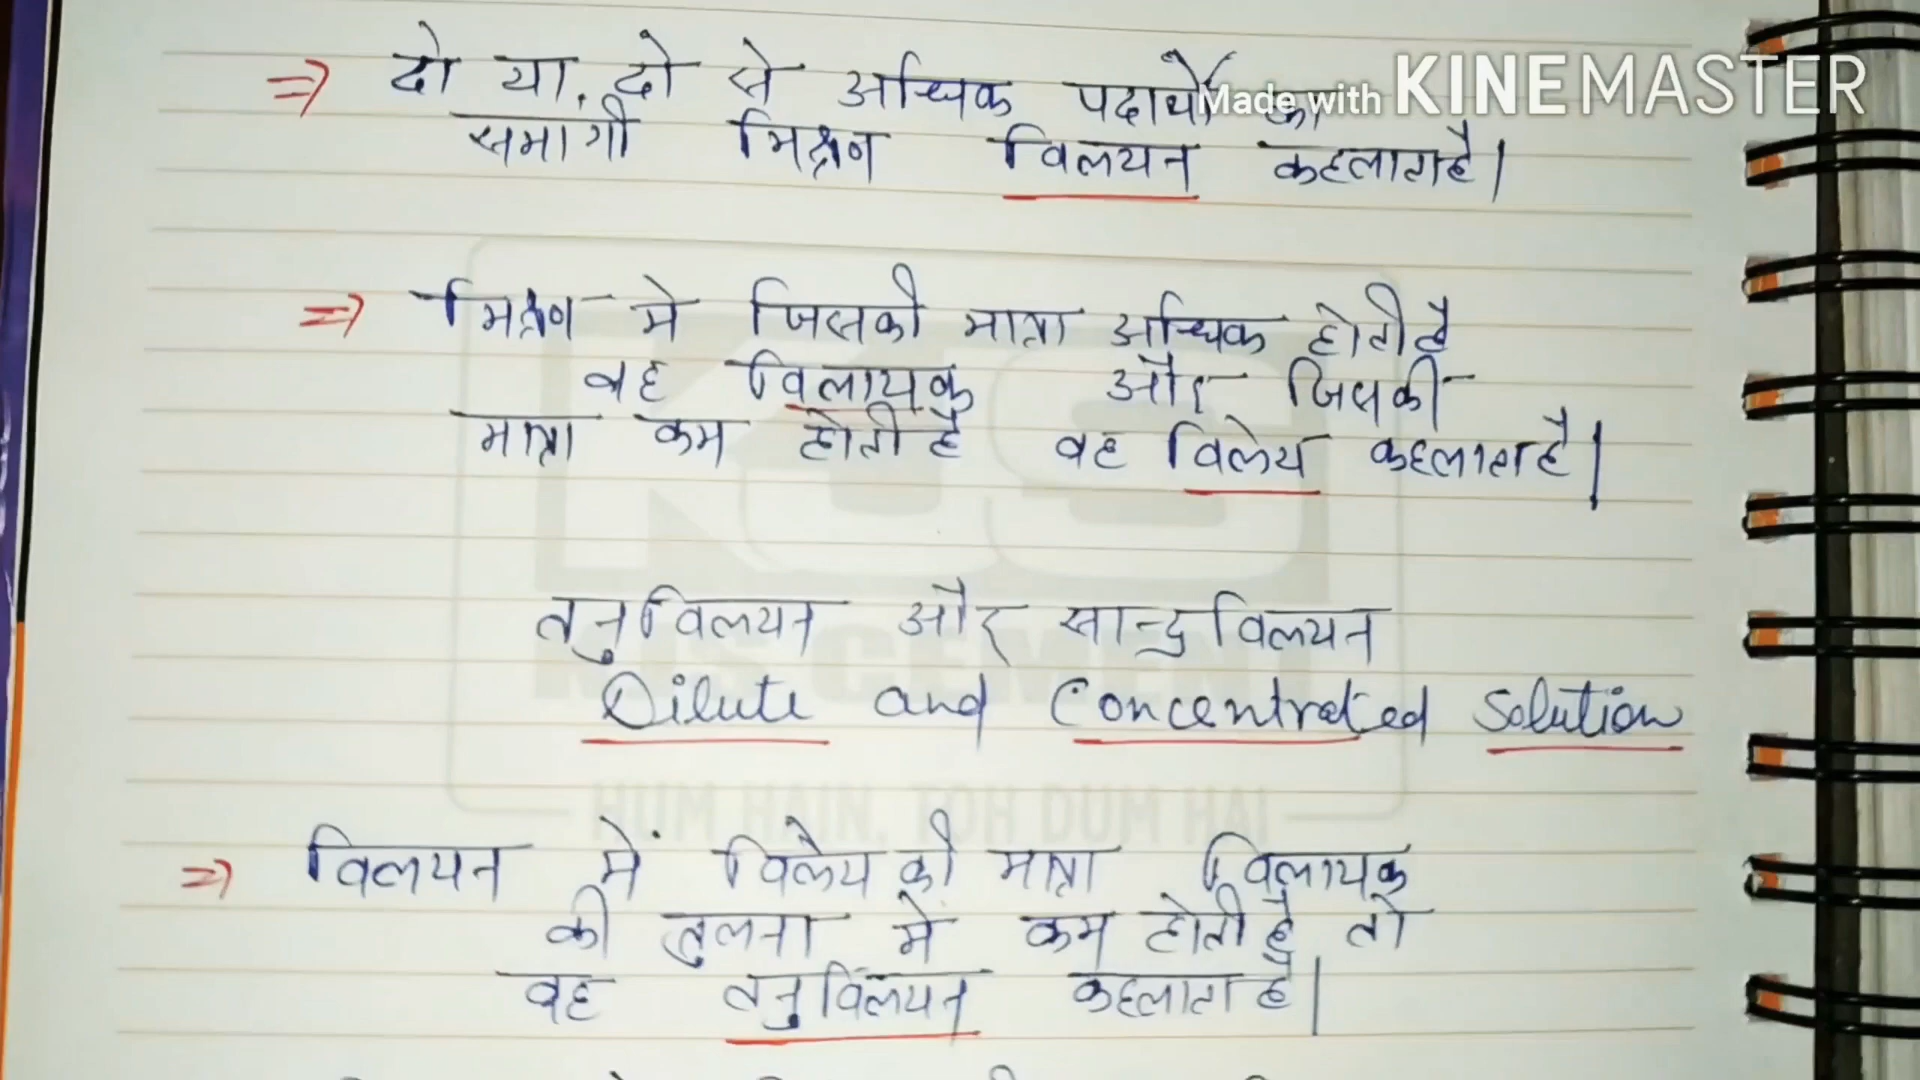 Made with KINEMASTER
⇒ दो या दो से अधिक पदार्थों का
समांगी मिश्रण विलयन कहलाता है।
⇒ मिश्रण मे जिसकी मात्रा अधिक होती है
वह विलायक और जिसकी
मात्रा कम होती है वह विलेय कहलाता है।
तनु विलयन और सान्द्र विलयन
Dilute and Concentrated Solution
⇒ विलयन में विलेय की मात्रा विलायक
की तुलना में कम होती है तो
वह तनु विलयन कहलाता है।
HUM HAIN, TOH DUM HAI